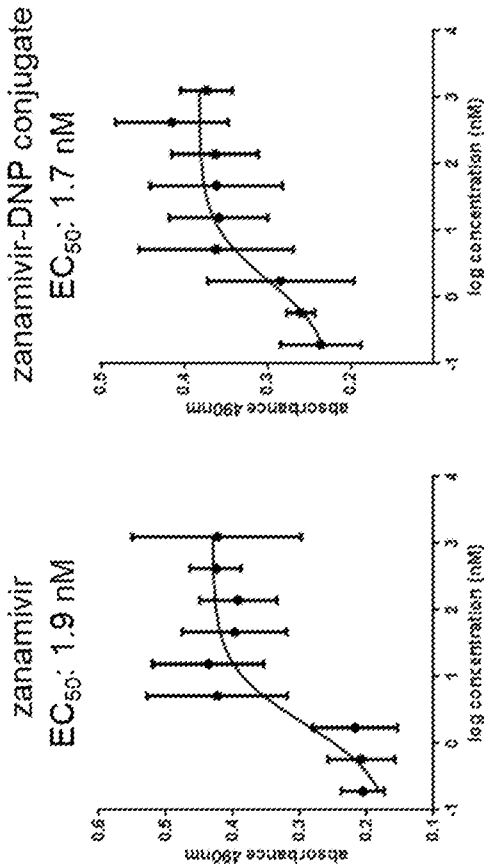 zanamivir
EC50: 1.9 nM
0.6
0.5
0.4
0.3
0.2
0.1
absorbance 490nm
-1
0
1
2
3
4
log concentration (nM)
zanamivir-DNP conjugate
EC50: 1.7 nM
0.5
0.4
0.3
0.2
absorbance 490nm
-1
0
1
2
3
4
log concentration (nM)